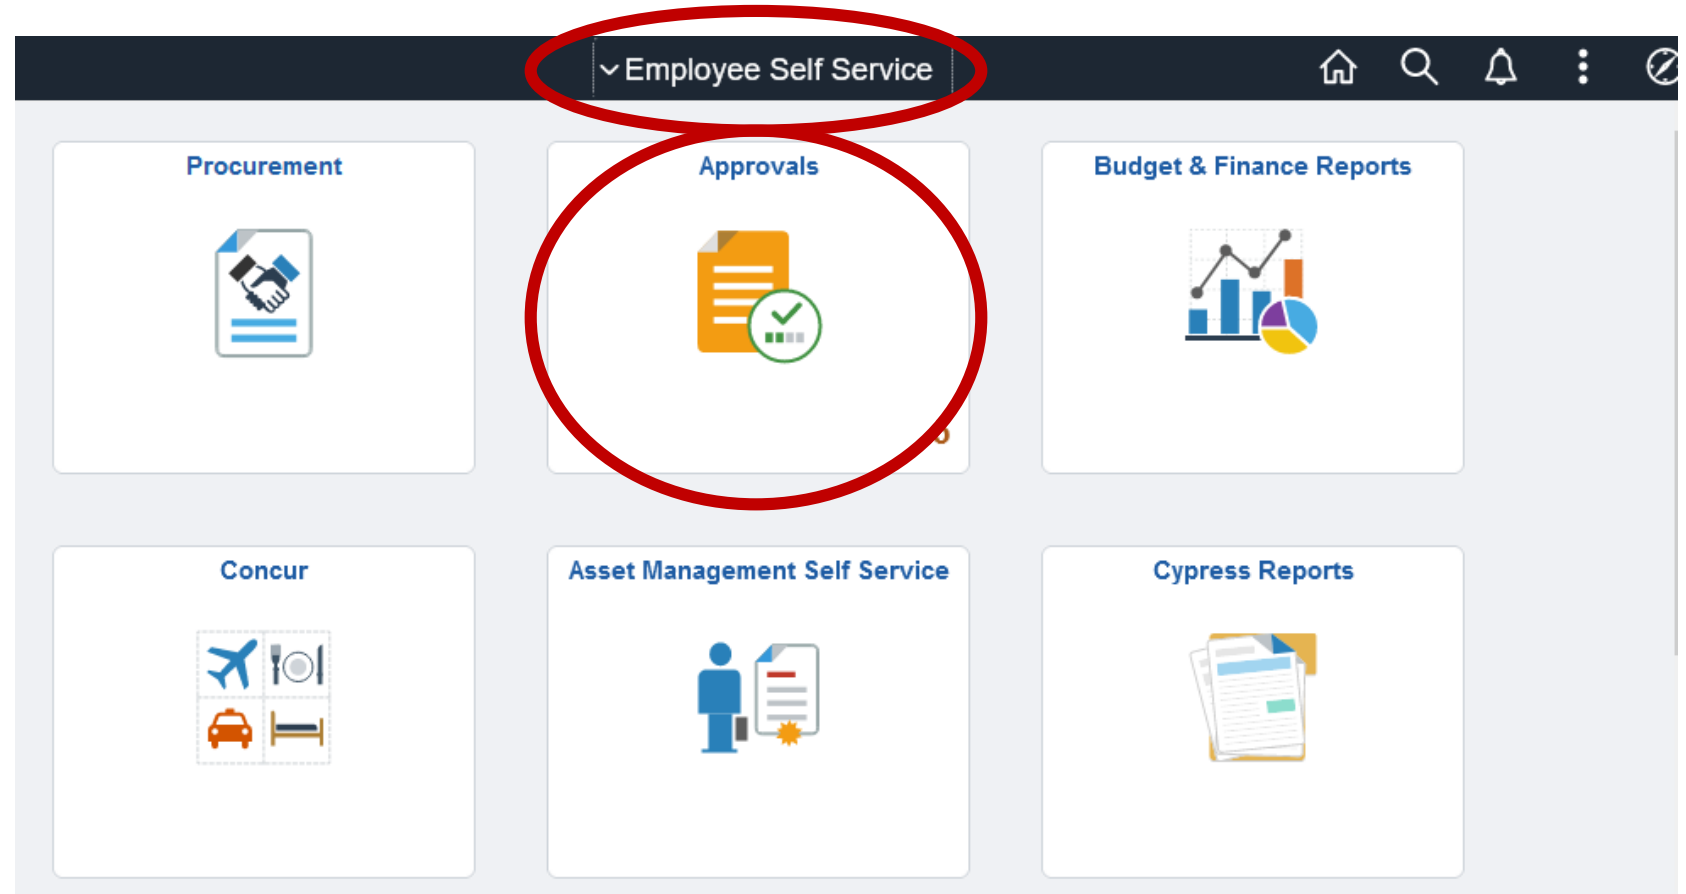 Employee Self Service
Procurement
Approvals
Budget & Finance Reports
Concur
Asset Management Self Service
Cypress Reports